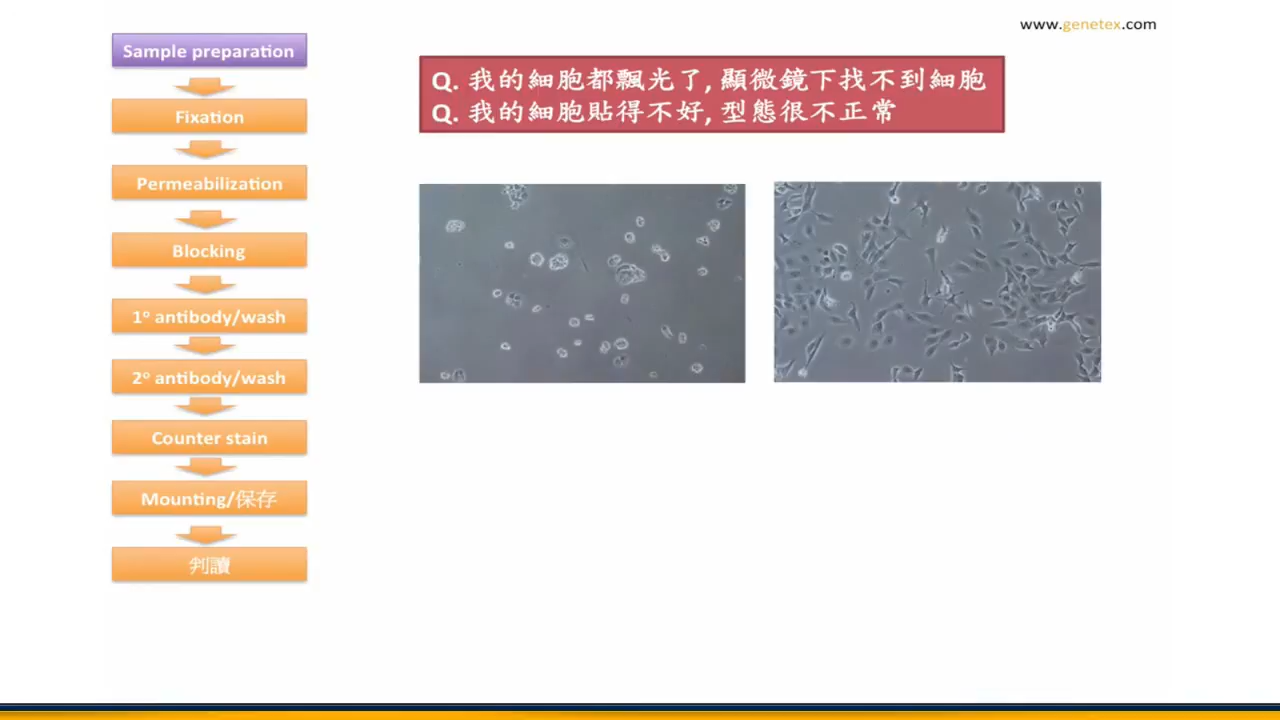 www.genetex.com
Sample preparation
Fixation
Permeabilization
Blocking
1º antibody/wash
2º antibody/wash
Counter stain
Mounting/保存
判讀
Q. 我的細胞都飄光了, 顯微鏡下找不到細胞
Q. 我的細胞貼得不好, 型態很不正常